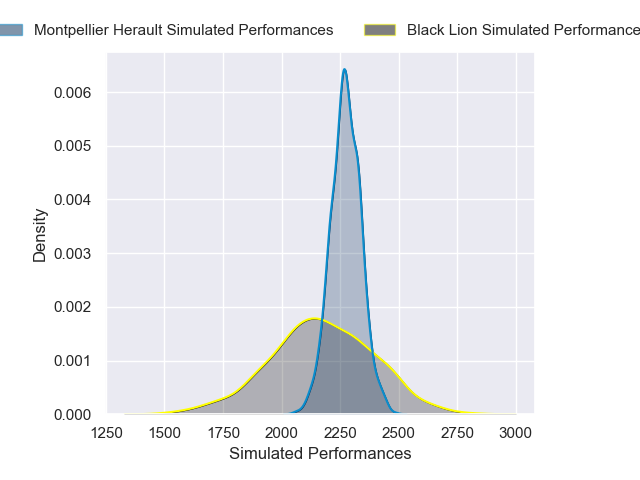 Montpellier Herault Simulated Performances
Black Lion Simulated Performance
0.006
0.005
0.004
0.003
0.002
0.001
0.000
Density
1250 1500 1750 2000 2250 2500 2750 3000
Simulated Performances